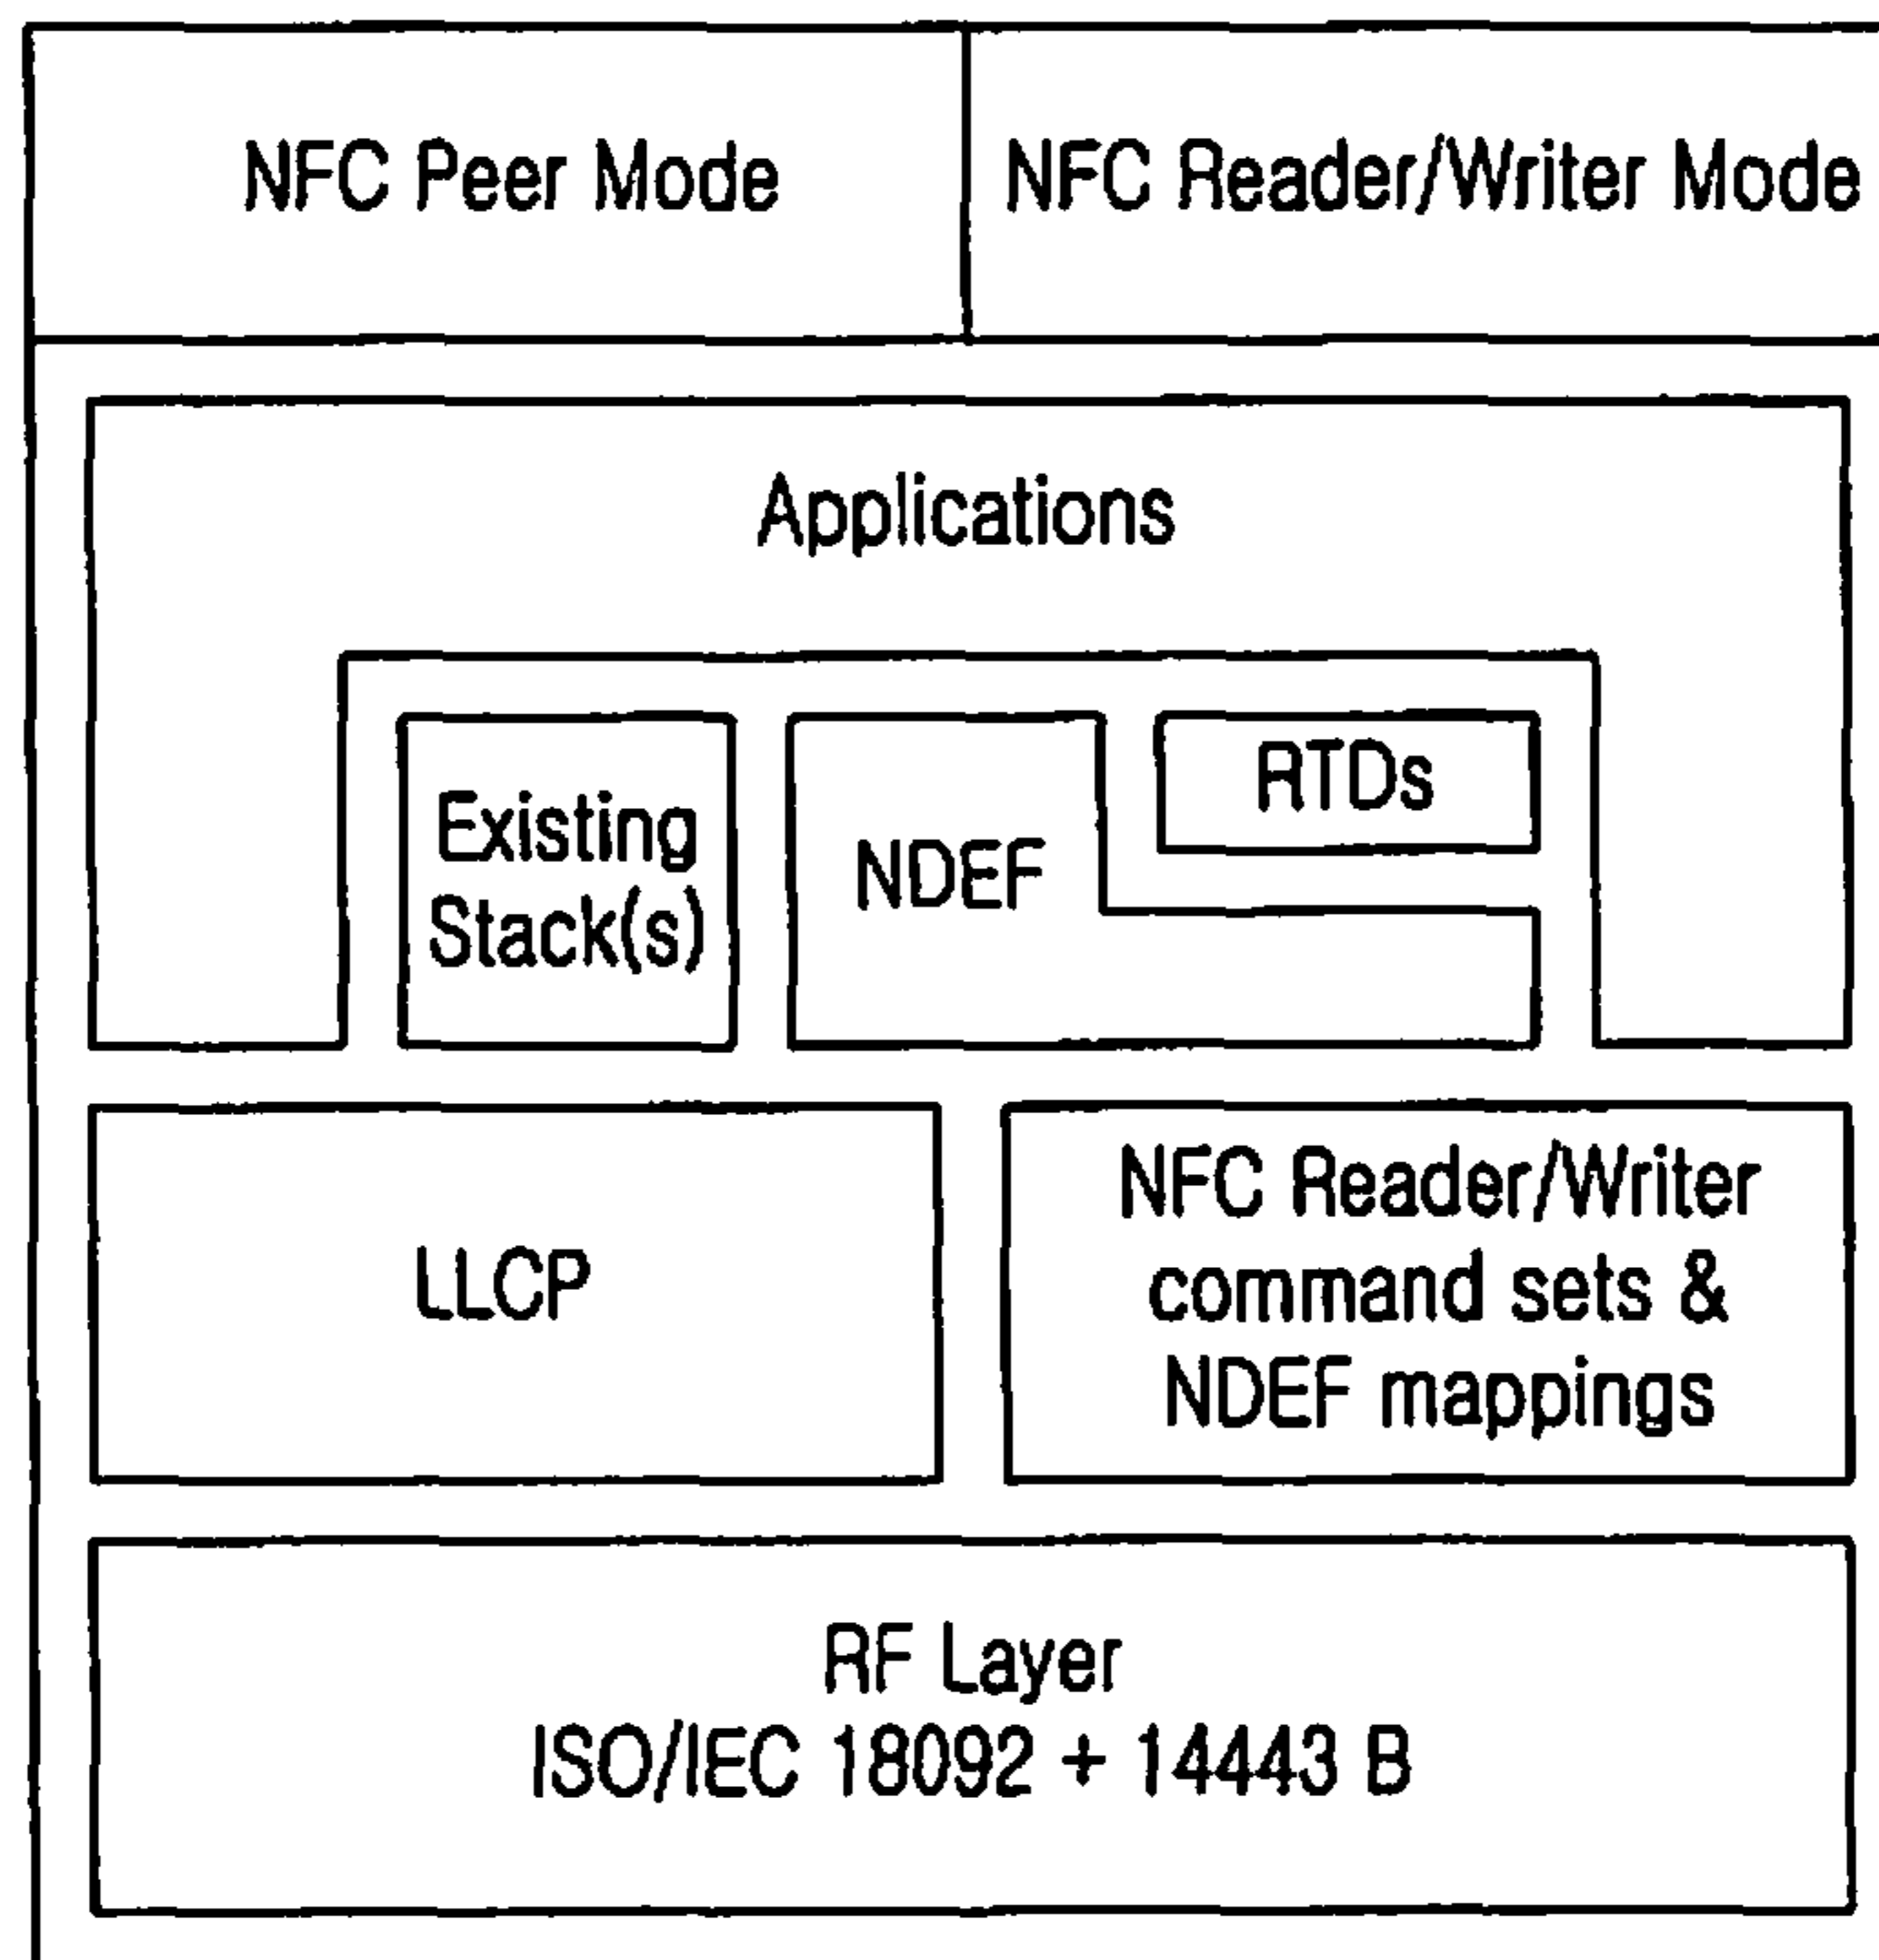 NFC Peer Mode
NFC Reader/Writer Mode
Applications
Existing
Stack(s)
NDEF
RTDs
LLCP
NFC Reader/Writer
command sets &
NDEF mappings
RF Layer
ISO/IEC 18092 + 14443 B